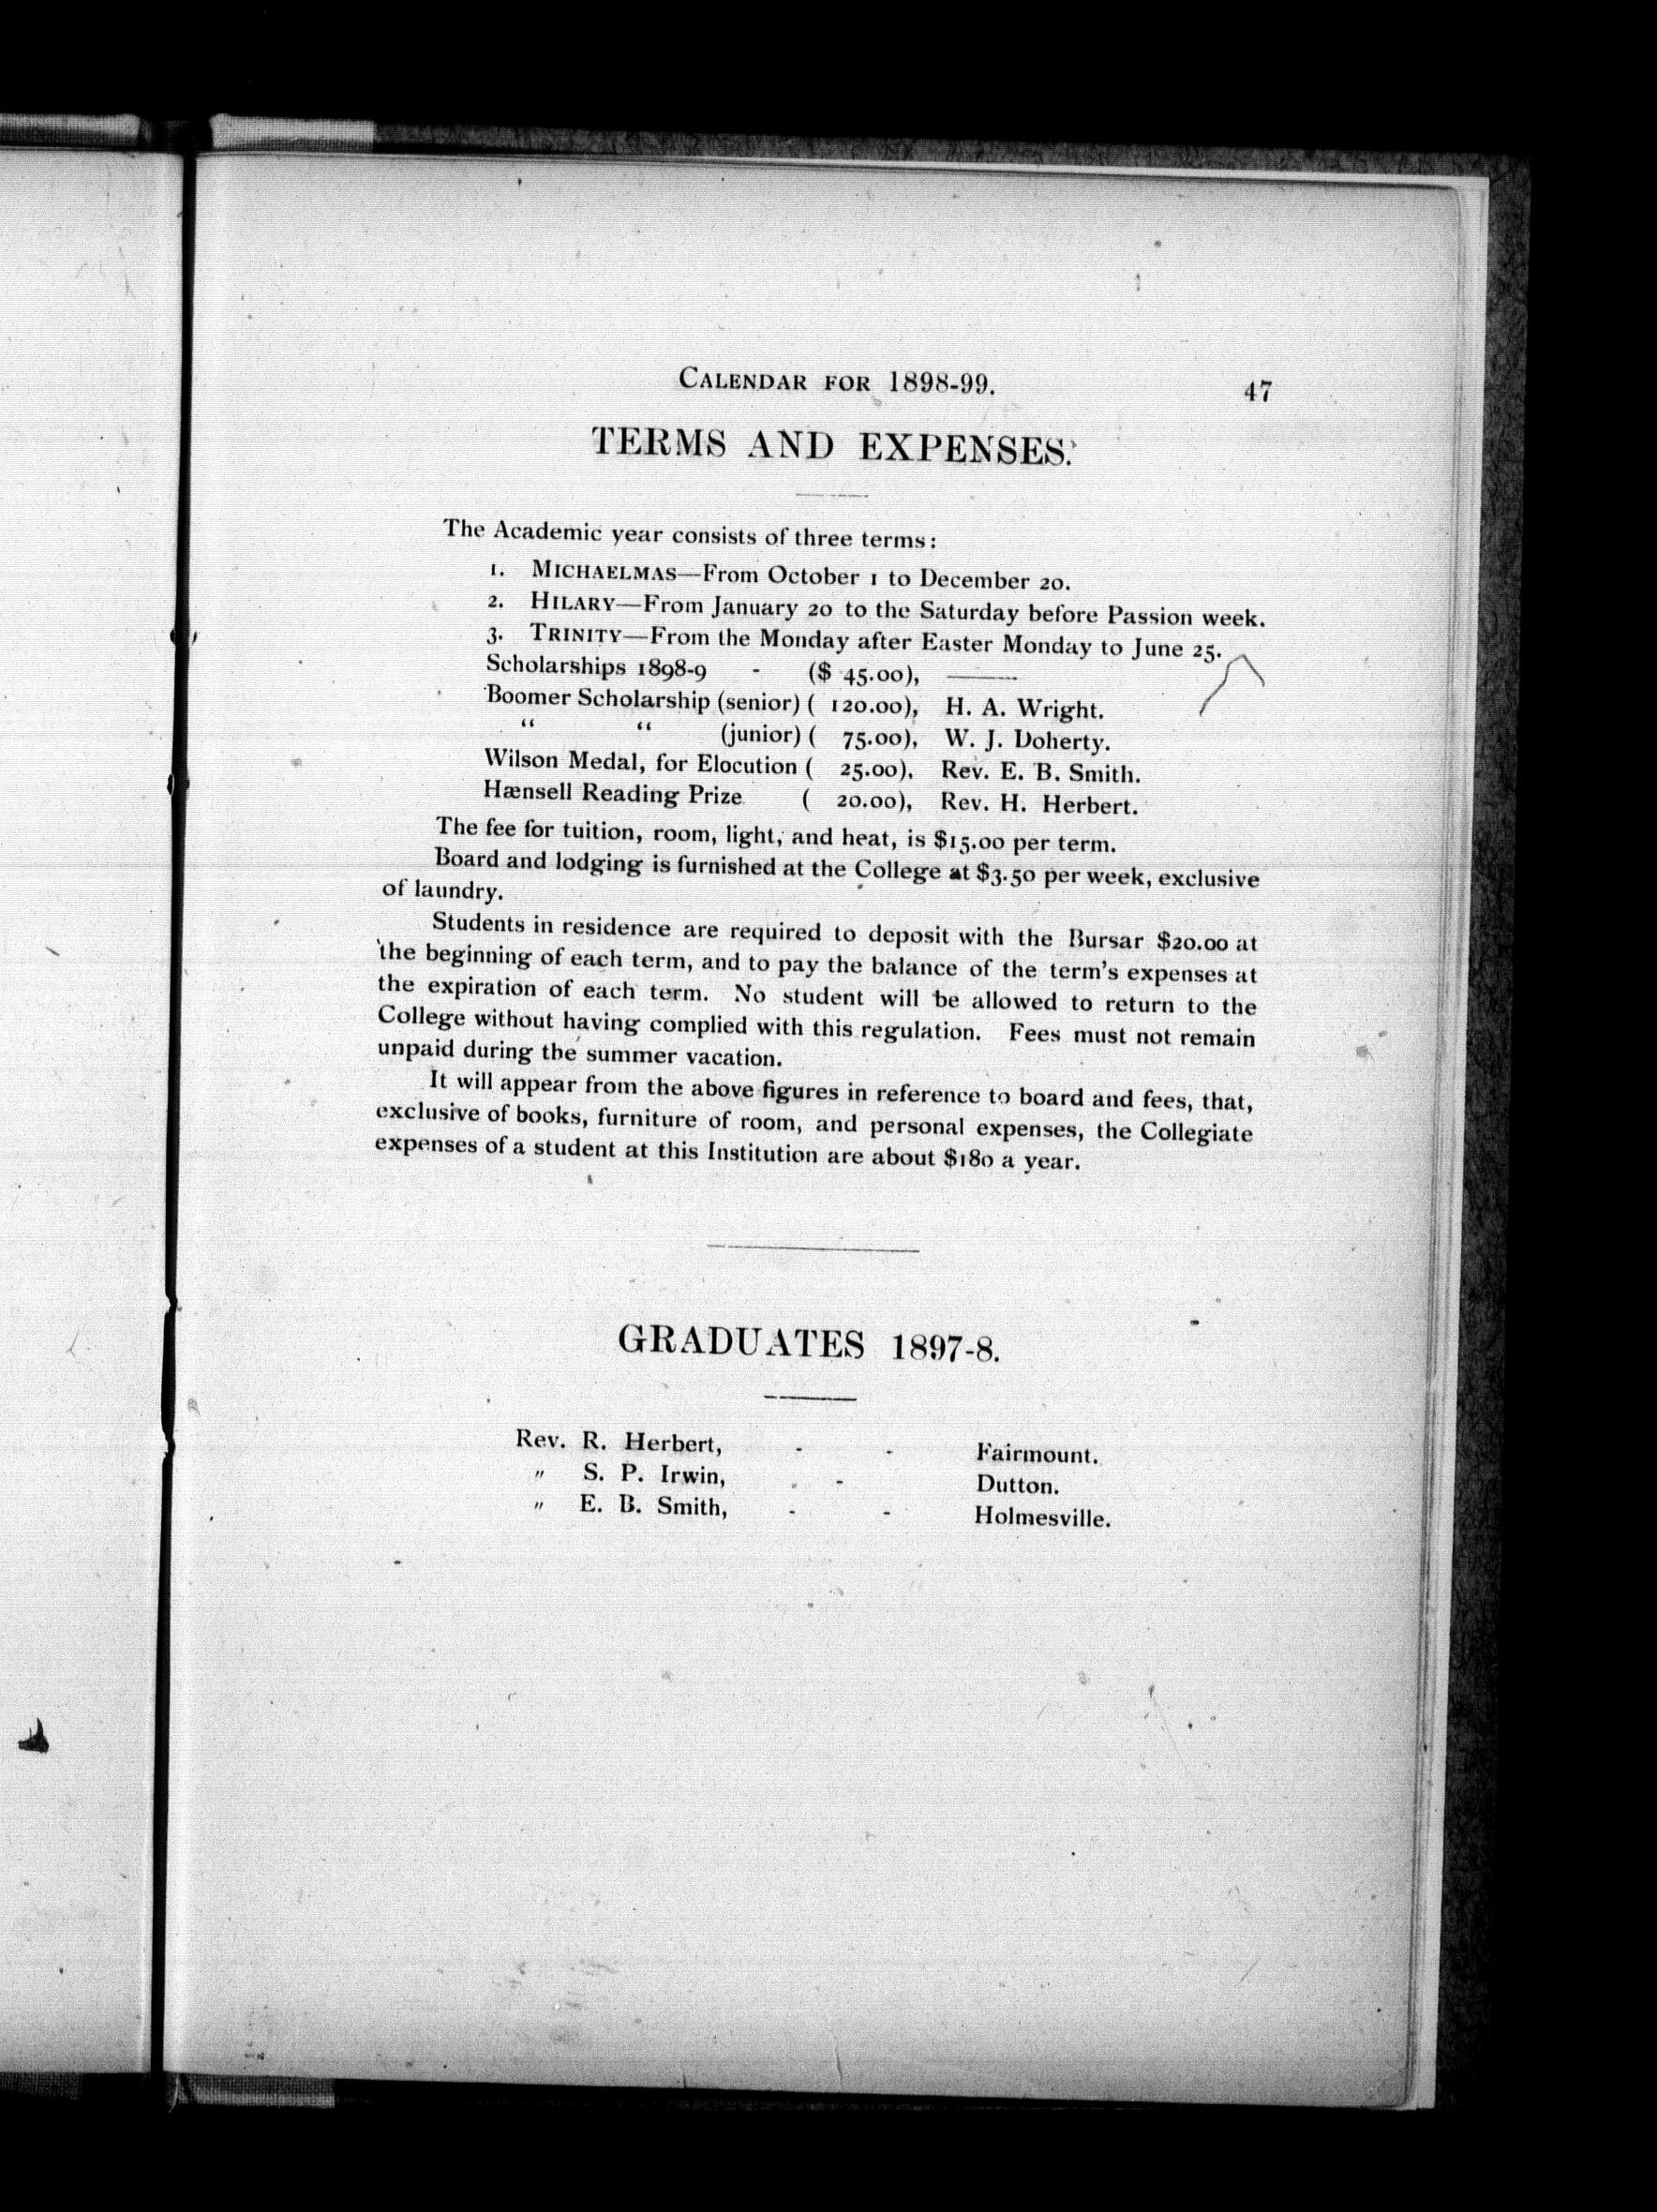 CALENDAR FOR 1898-99. 47
TERMS AND EXPENSES.
The Academic year consists of three terms:
1. MICHAELMAS—From October 1 to December 20.
2. HILARY—From January 20 to the Saturday before Passion week.
3. TRINITY—From the Monday after Easter Monday to June 25.
Scholarships 1898-9 - ($ 45.00), ———
Boomer Scholarship (senior) ( 120.00), H. A. Wright.
“ “ (junior) ( 75.00), W. J. Doherty.
Wilson Medal, for Elocution ( 25.00), Rev. E. B. Smith.
Hænsell Reading Prize ( 20.00), Rev. H. Herbert.
The fee for tuition, room, light, and heat, is $15.00 per term.
Board and lodging is furnished at the College at $3.50 per week, exclusive
of laundry.
Students in residence are required to deposit with the Bursar $20.00 at
the beginning of each term, and to pay the balance of the term's expenses at
the expiration of each term. No student will be allowed to return to the
College without having complied with this regulation. Fees must not remain
unpaid during the summer vacation.
It will appear from the above figures in reference to board and fees, that,
exclusive of books, furniture of room, and personal expenses, the Collegiate
expenses of a student at this Institution are about $180 a year.
GRADUATES 1897-8.
Rev. R. Herbert, - - Fairmount.
" S. P. Irwin, - Dutton.
" E. B. Smith, - - Holmesville.